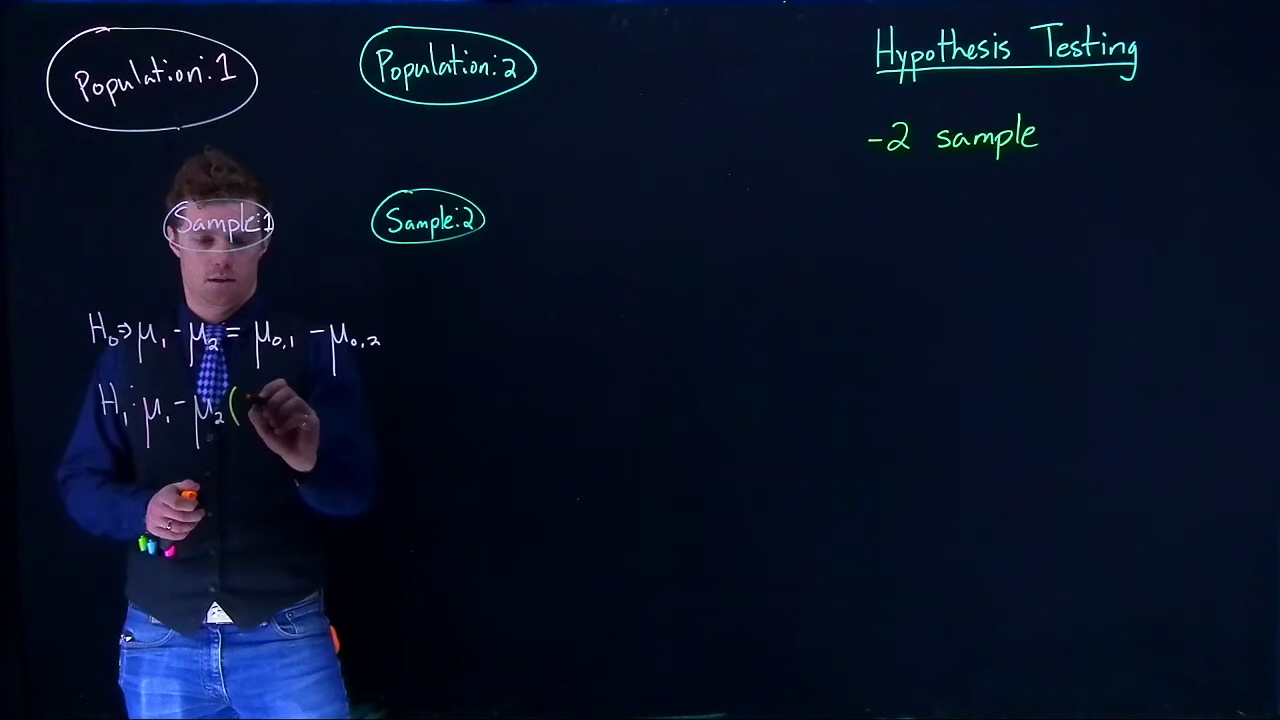 Population:1
Population:2
Hypothesis Testing
-2 sample
Sample:1
Sample:2
H₀⇒ μ₁ - μ₂ = μ₀,₁ - μ₀,₂
H₁: μ₁ - μ₂ (